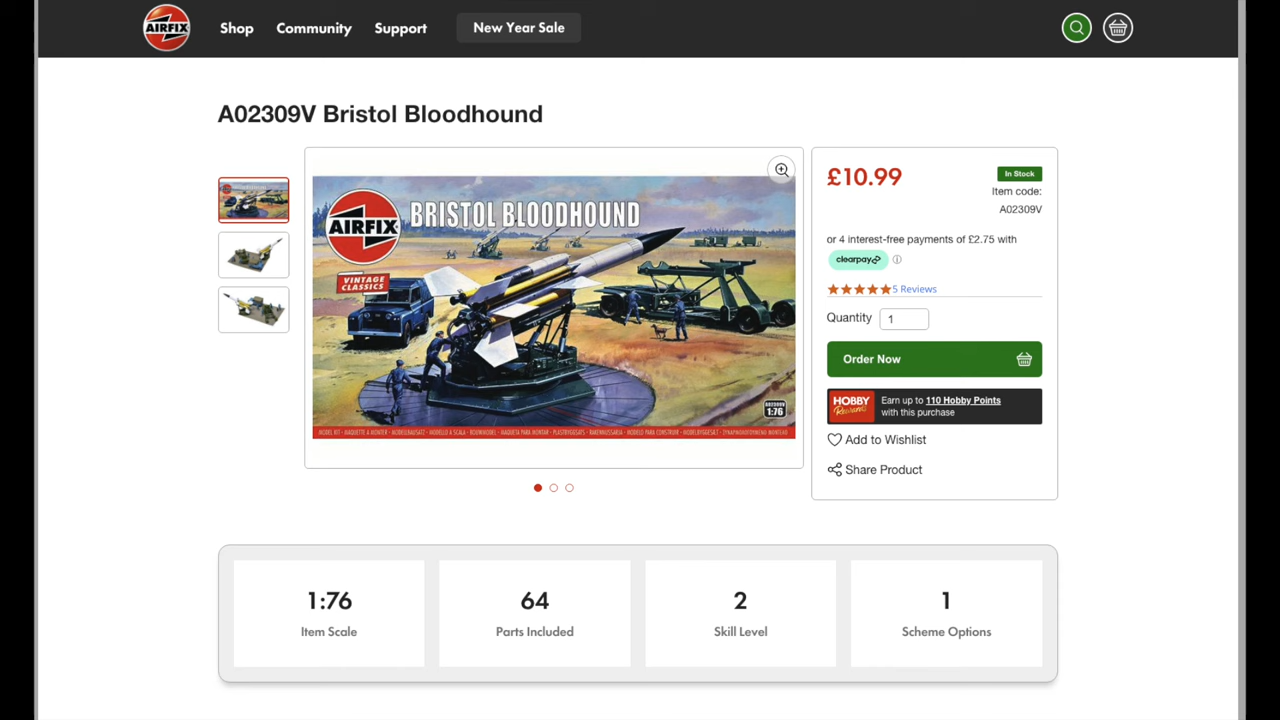 AIRFIX
Shop
Community
Support
New Year Sale
A02309V Bristol Bloodhound
AIRFIX
BRISTOL BLOODHOUND
VINTAGE
CLASSICS
A02309V
1:76
£10.99
In Stock
Item code:
A02309V
or 4 interest-free payments of £2.75 with
clearpay
5 Reviews
Quantity
1
Order Now
HOBBY
Rewards
Earn up to 110 Hobby Points
with this purchase
Add to Wishlist
Share Product
1:76
Item Scale
64
Parts Included
2
Skill Level
1
Scheme Options